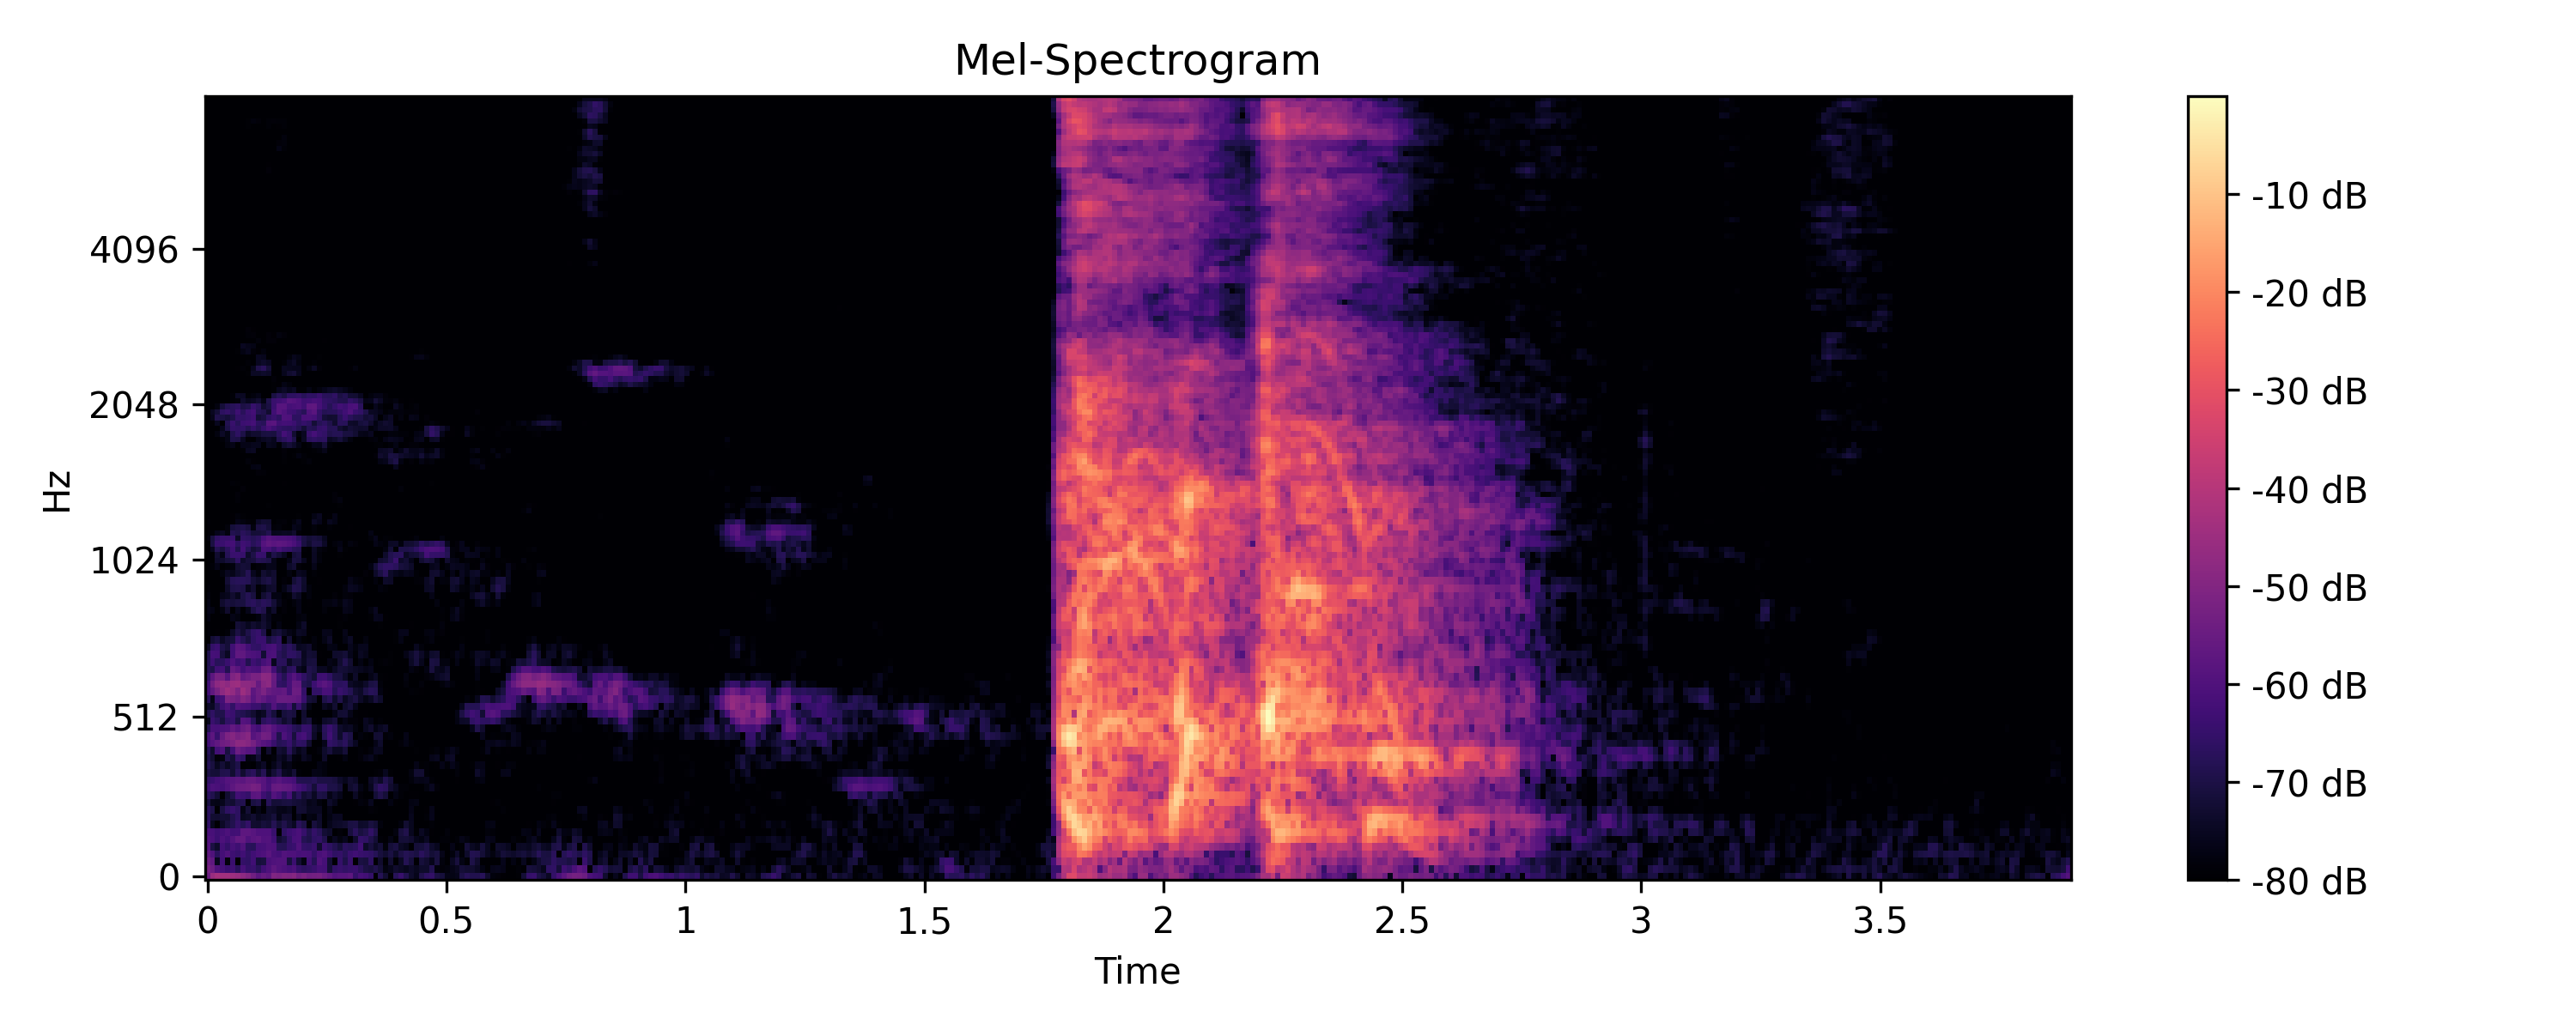 Mel-Spectrogram
Hz
4096
2048
1024
512
0
0 0.5 1 1.5 2 2.5 3 3.5
Time
-10 dB
-20 dB
-30 dB
-40 dB
-50 dB
-60 dB
-70 dB
-80 dB